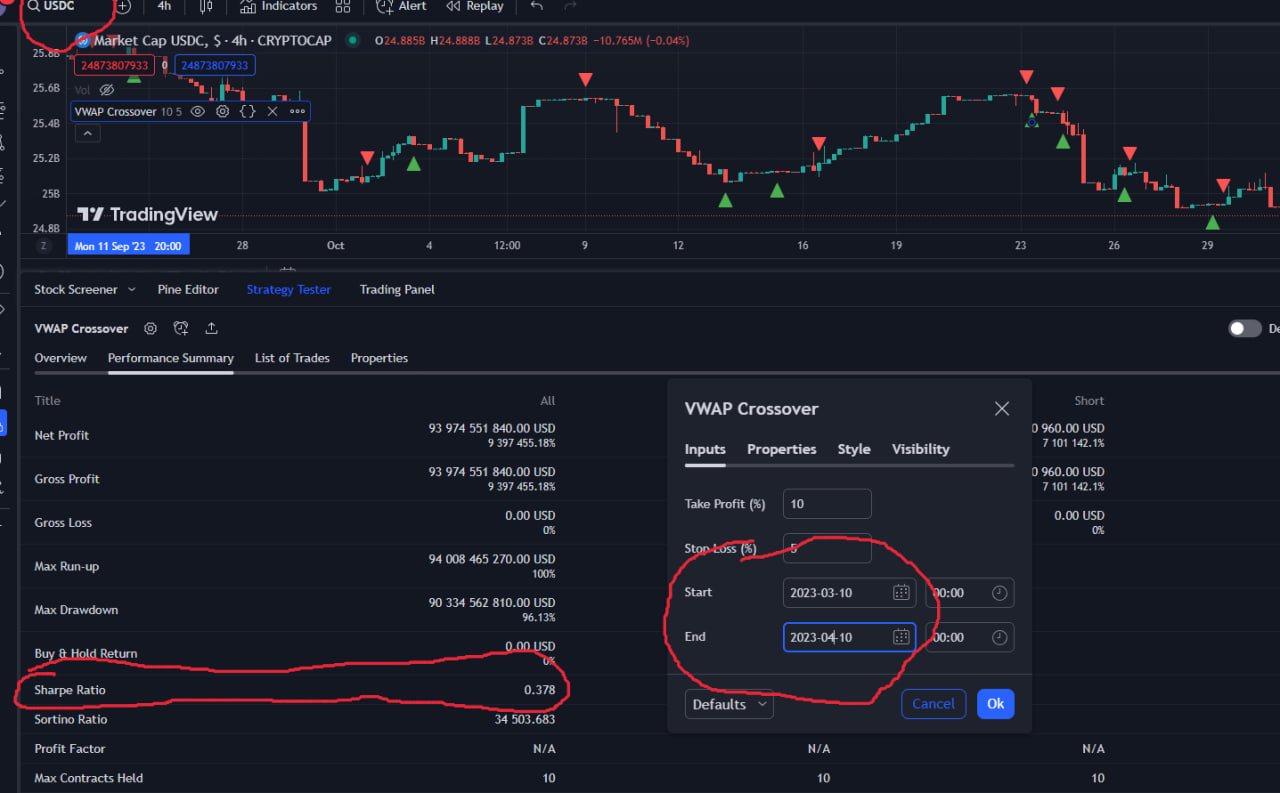 USDC 4h Indicators Alert Replay
Market Cap USDC, $ · 4h · CRYPTOCAP O24.885B H24.888B L24.873B C24.873B −10.765M (−0.04%)
25.8B
24873807933 0 24873807933
Vol
25.6B
VWAP Crossover 10 5
25.4B
25.2B
25B
TradingView
24.8B
Z Mon 11 Sep '23 20:00 28 Oct 4 12:00 9 12 16 19 23 26 29
Stock Screener Pine Editor Strategy Tester Trading Panel
VWAP Crossover
Overview Performance Summary List of Trades Properties
Title All Short
Net Profit 93 974 551 840.00 USD 0 960.00 USD
9 397 455.18% 7 101 142.1%
Gross Profit 93 974 551 840.00 USD 0 960.00 USD
9 397 455.18% 7 101 142.1%
Gross Loss 0.00 USD 0.00 USD
0% 0%
Max Run-up 94 008 465 270.00 USD
100%
Max Drawdown 90 334 562 810.00 USD
96.13%
Buy & Hold Return 0.00 USD
0%
Sharpe Ratio 0.378
Sortino Ratio 34 503.683
Profit Factor N/A N/A N/A
Max Contracts Held 10 10 10
VWAP Crossover
Inputs Properties Style Visibility
Take Profit (%) 10
Stop Loss (%) 5
Start 2023-03-10 00:00
End 2023-04-10 00:00
Defaults Cancel Ok